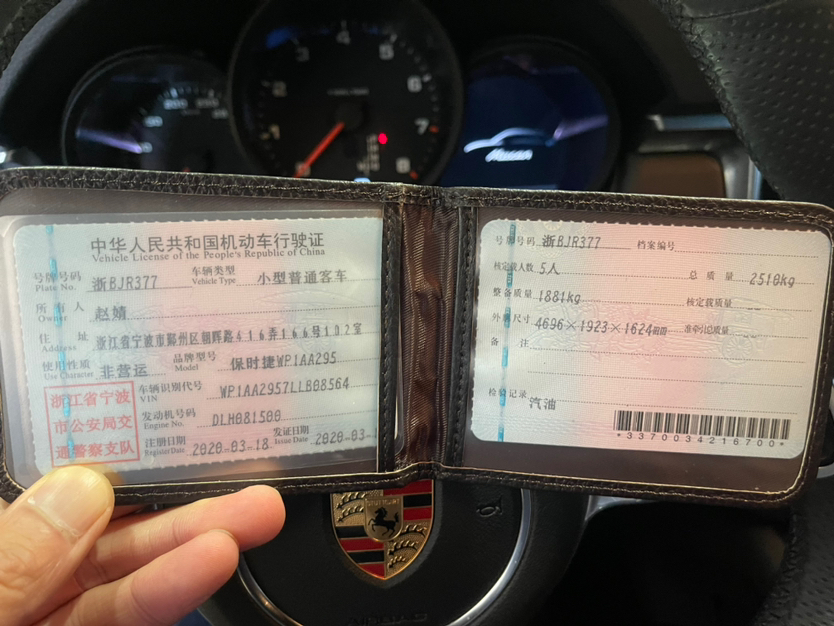 中华人民共和国机动车行驶证
Vehicle License of the People's Republic of China
号牌号码 浙BJR377 车辆类型 小型普通客车
Plate No. Vehicle Type
所有人 赵婧
Owner
住址 浙江省宁波市鄞州区朝晖路416弄166号102室
Address
使用性质 非营运 品牌型号 保时捷WP1AA295
Use Character Model
浙江省宁波
市公安局交
通警察支队
车辆识别代号 WP1AA2957LLB08564
VIN
发动机号码 DLH081500
Engine No.
注册日期 2020-03-18 发证日期 2020-03-1
Register Date Issue Date
号牌号码 浙BJR377 档案编号
核定载人数 5人 总质量 2510kg
整备质量 1881kg 核定载质量 --
外廓尺寸 4696×1923×1624mm 准牵引总质量 --
备注
检验记录 汽油
*3370034216700*
1
2
3
4
5
6
7
8
Macan